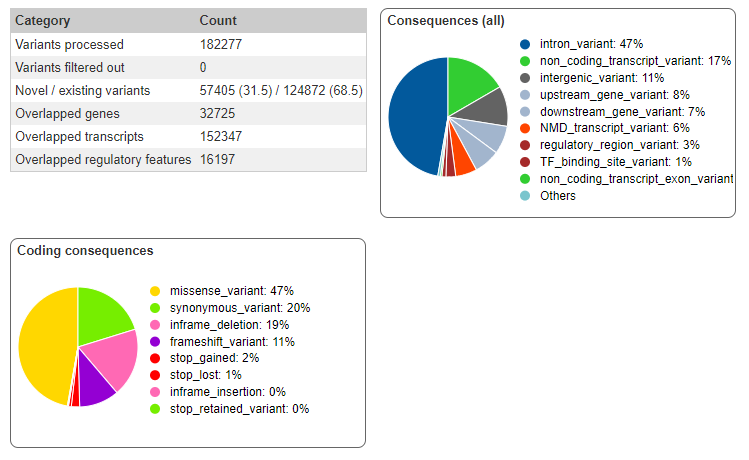 Category Count
Variants processed 182277
Variants filtered out 0
Novel / existing variants 57405 (31.5) / 124872 (68.5)
Overlapped genes 32725
Overlapped transcripts 152347
Overlapped regulatory features 16197
Consequences (all)
intron_variant: 47%
non_coding_transcript_variant: 17%
intergenic_variant: 11%
upstream_gene_variant: 8%
downstream_gene_variant: 7%
NMD_transcript_variant: 6%
regulatory_region_variant: 3%
TF_binding_site_variant: 1%
non_coding_transcript_exon_variant
Others
Coding consequences
missense_variant: 47%
synonymous_variant: 20%
inframe_deletion: 19%
frameshift_variant: 11%
stop_gained: 2%
stop_lost: 1%
inframe_insertion: 0%
stop_retained_variant: 0%